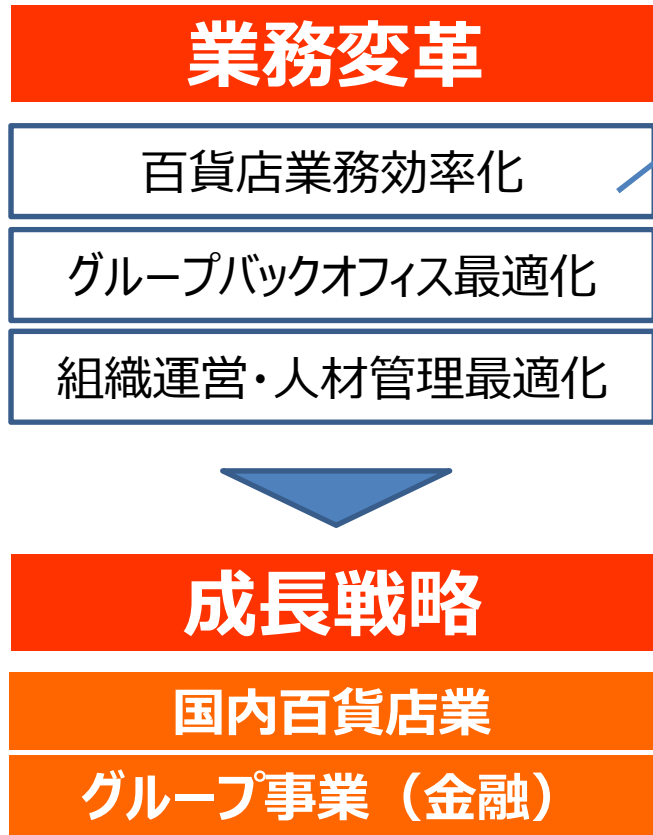 業務変革
百貨店業務効率化
グループバックオフィス最適化
組織運営・人材管理最適化
成長戦略
国内百貨店業
グループ事業（金融）